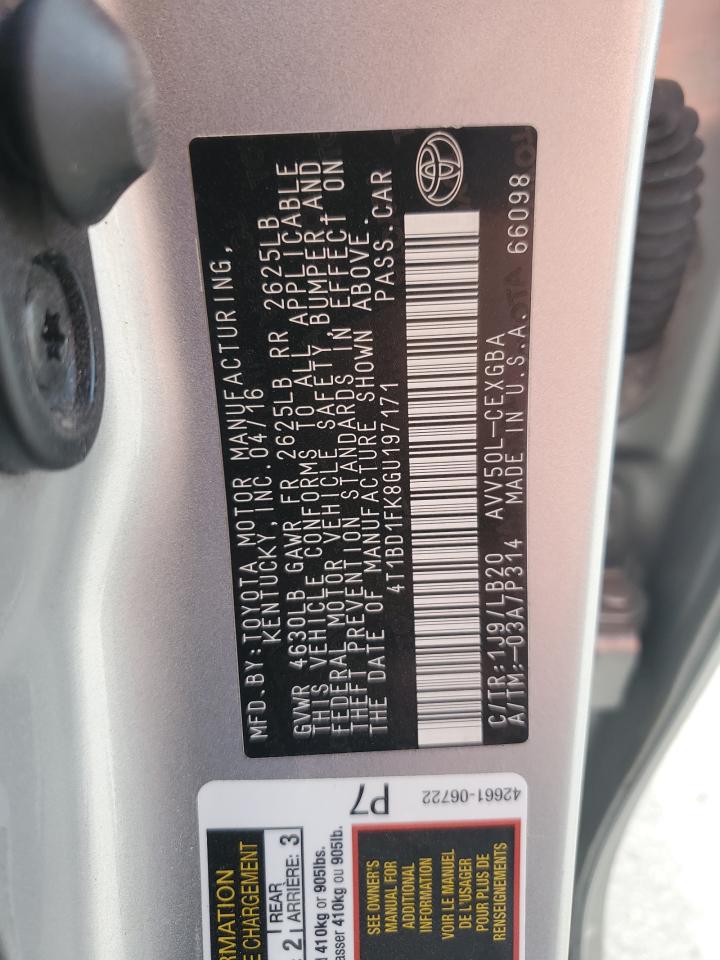 MFD.BY:TOYOTA MOTOR MANUFACTURING,
KENTUCKY,INC.04/16
GVWR 4630LB GAWR FR 2625LB RR 2625LB
THIS VEHICLE CONFORMS TO ALL APPLICABLE
FEDERAL MOTOR VEHICLE SAFETY,BUMPER,AND
THEFT PREVENTION STANDARDS IN EFFECT ON
THE DATE OF MANUFACTURE SHOWN ABOVE.
4T1BD1FK8GU197171 PASS.CAR
C/TR:1J9/LB20 AVV50L-CEXGBA
A/TM:-03A7P314 MADE IN U.S.A. 66098
P7
42661-06722
CHARGEMENT
REAR
2 ARRIÈRE: 3
410kg or 905lbs.
410kg ou 905lb.
SEE OWNER'S
MANUAL FOR
ADDITIONAL
INFORMATION
VOIR LE MANUEL
DE L'USAGER
POUR PLUS DE
RENSEIGNEMENTS